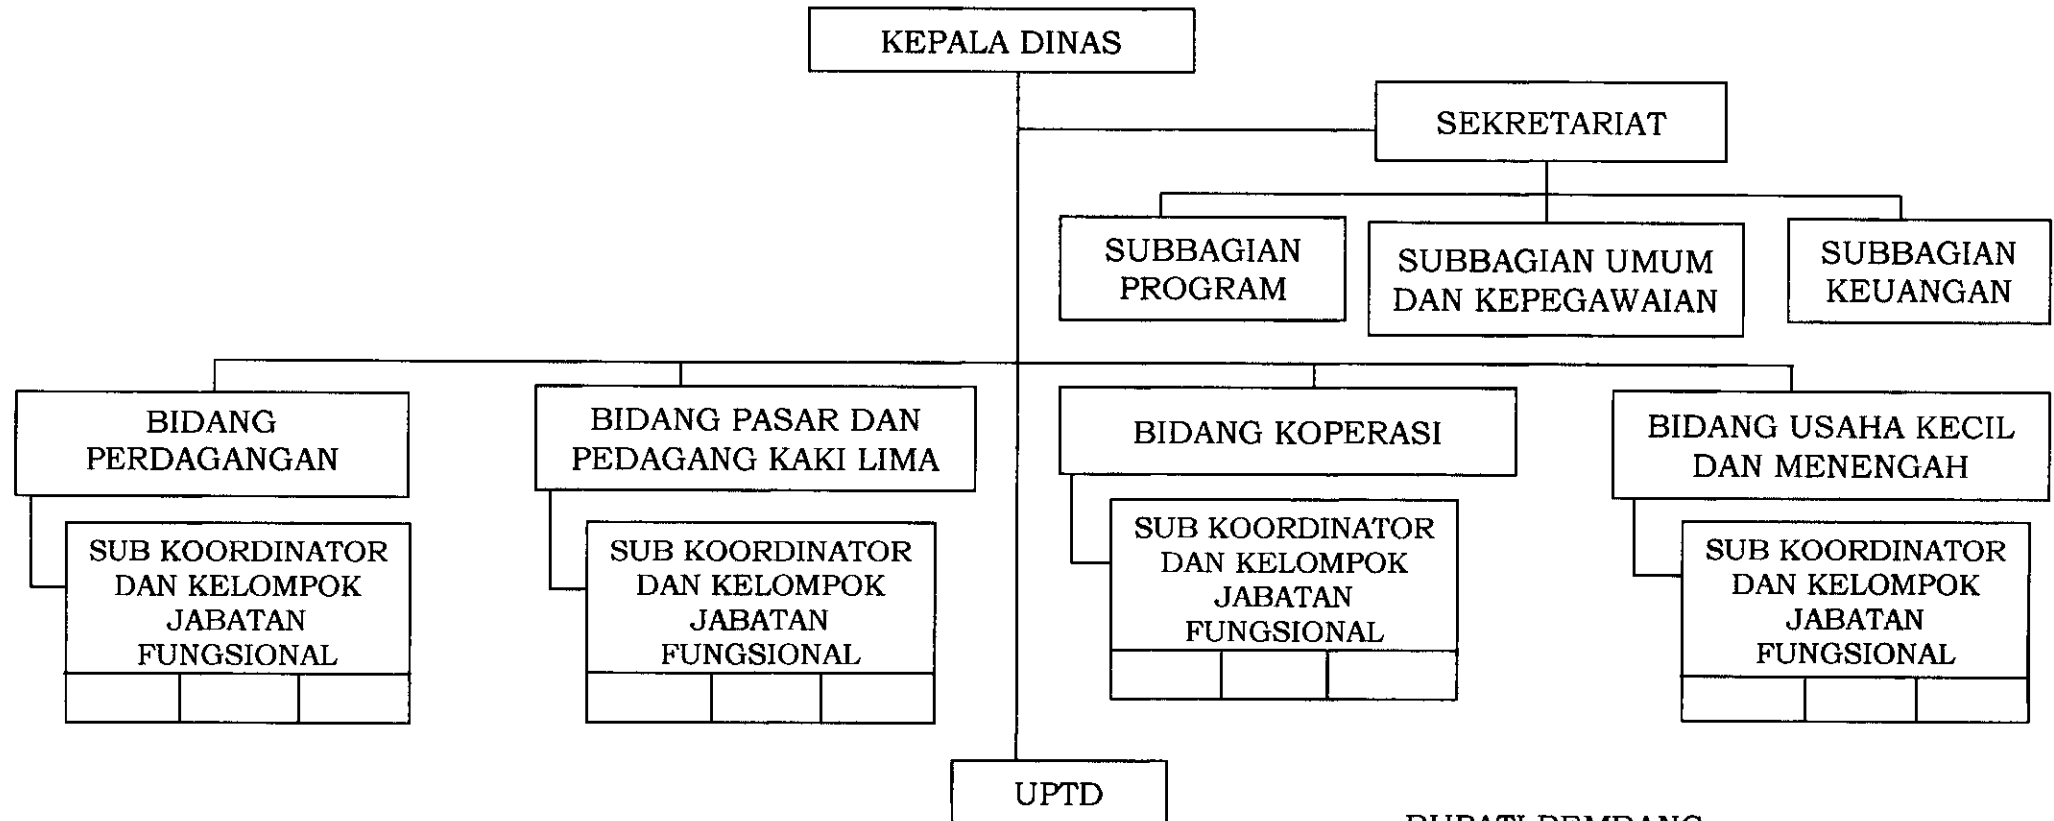 KEPALA DINAS
SEKRETARIAT
SUBBAGIAN
PROGRAM
SUBBAGIAN UMUM
DAN KEPEGAWAIAN
SUBBAGIAN
KEUANGAN
BIDANG
PERDAGANGAN
BIDANG PASAR DAN
PEDAGANG KAKI LIMA
BIDANG KOPERASI
BIDANG USAHA KECIL
DAN MENENGAH
SUB KOORDINATOR
DAN KELOMPOK
JABATAN
FUNGSIONAL
SUB KOORDINATOR
DAN KELOMPOK
JABATAN
FUNGSIONAL
SUB KOORDINATOR
DAN KELOMPOK
JABATAN
FUNGSIONAL
SUB KOORDINATOR
DAN KELOMPOK
JABATAN
FUNGSIONAL
UPTD